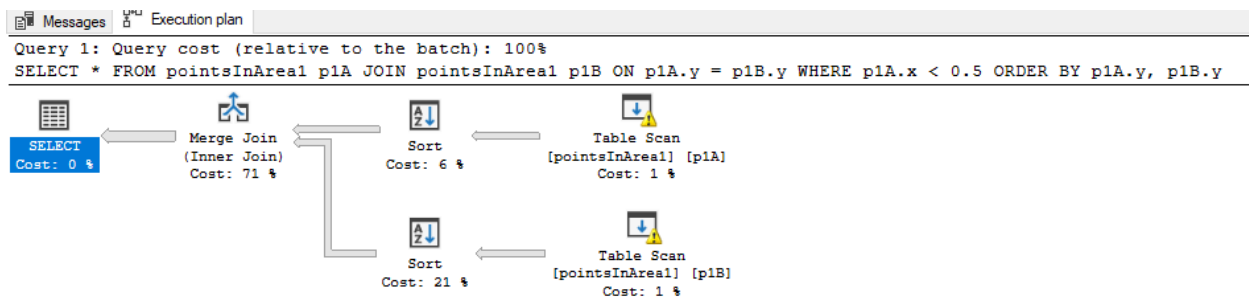 Messages Execution plan
Query 1: Query cost (relative to the batch): 100%
SELECT * FROM pointsInArea1 p1A JOIN pointsInArea1 p1B ON p1A.y = p1B.y WHERE p1A.x < 0.5 ORDER BY p1A.y, p1B.y
SELECT
Cost: 0 %
Merge Join
(Inner Join)
Cost: 71 %
Sort
Cost: 6 %
Table Scan
[pointsInArea1] [p1A]
Cost: 1 %
Sort
Cost: 21 %
Table Scan
[pointsInArea1] [p1B]
Cost: 1 %